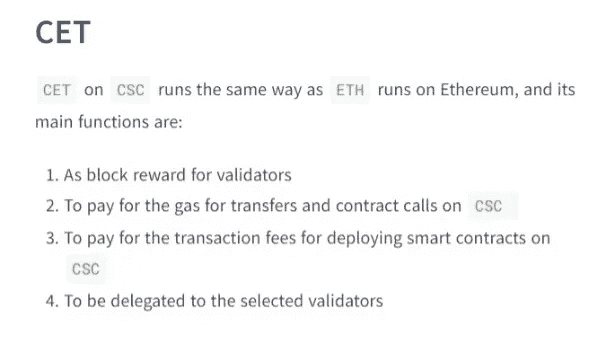 CET
CET on CSC runs the same way as ETH runs on Ethereum, and its
main functions are:
1. As block reward for validators
2. To pay for the gas for transfers and contract calls on CSC
3. To pay for the transaction fees for deploying smart contracts on
CSC
4. To be delegated to the selected validators